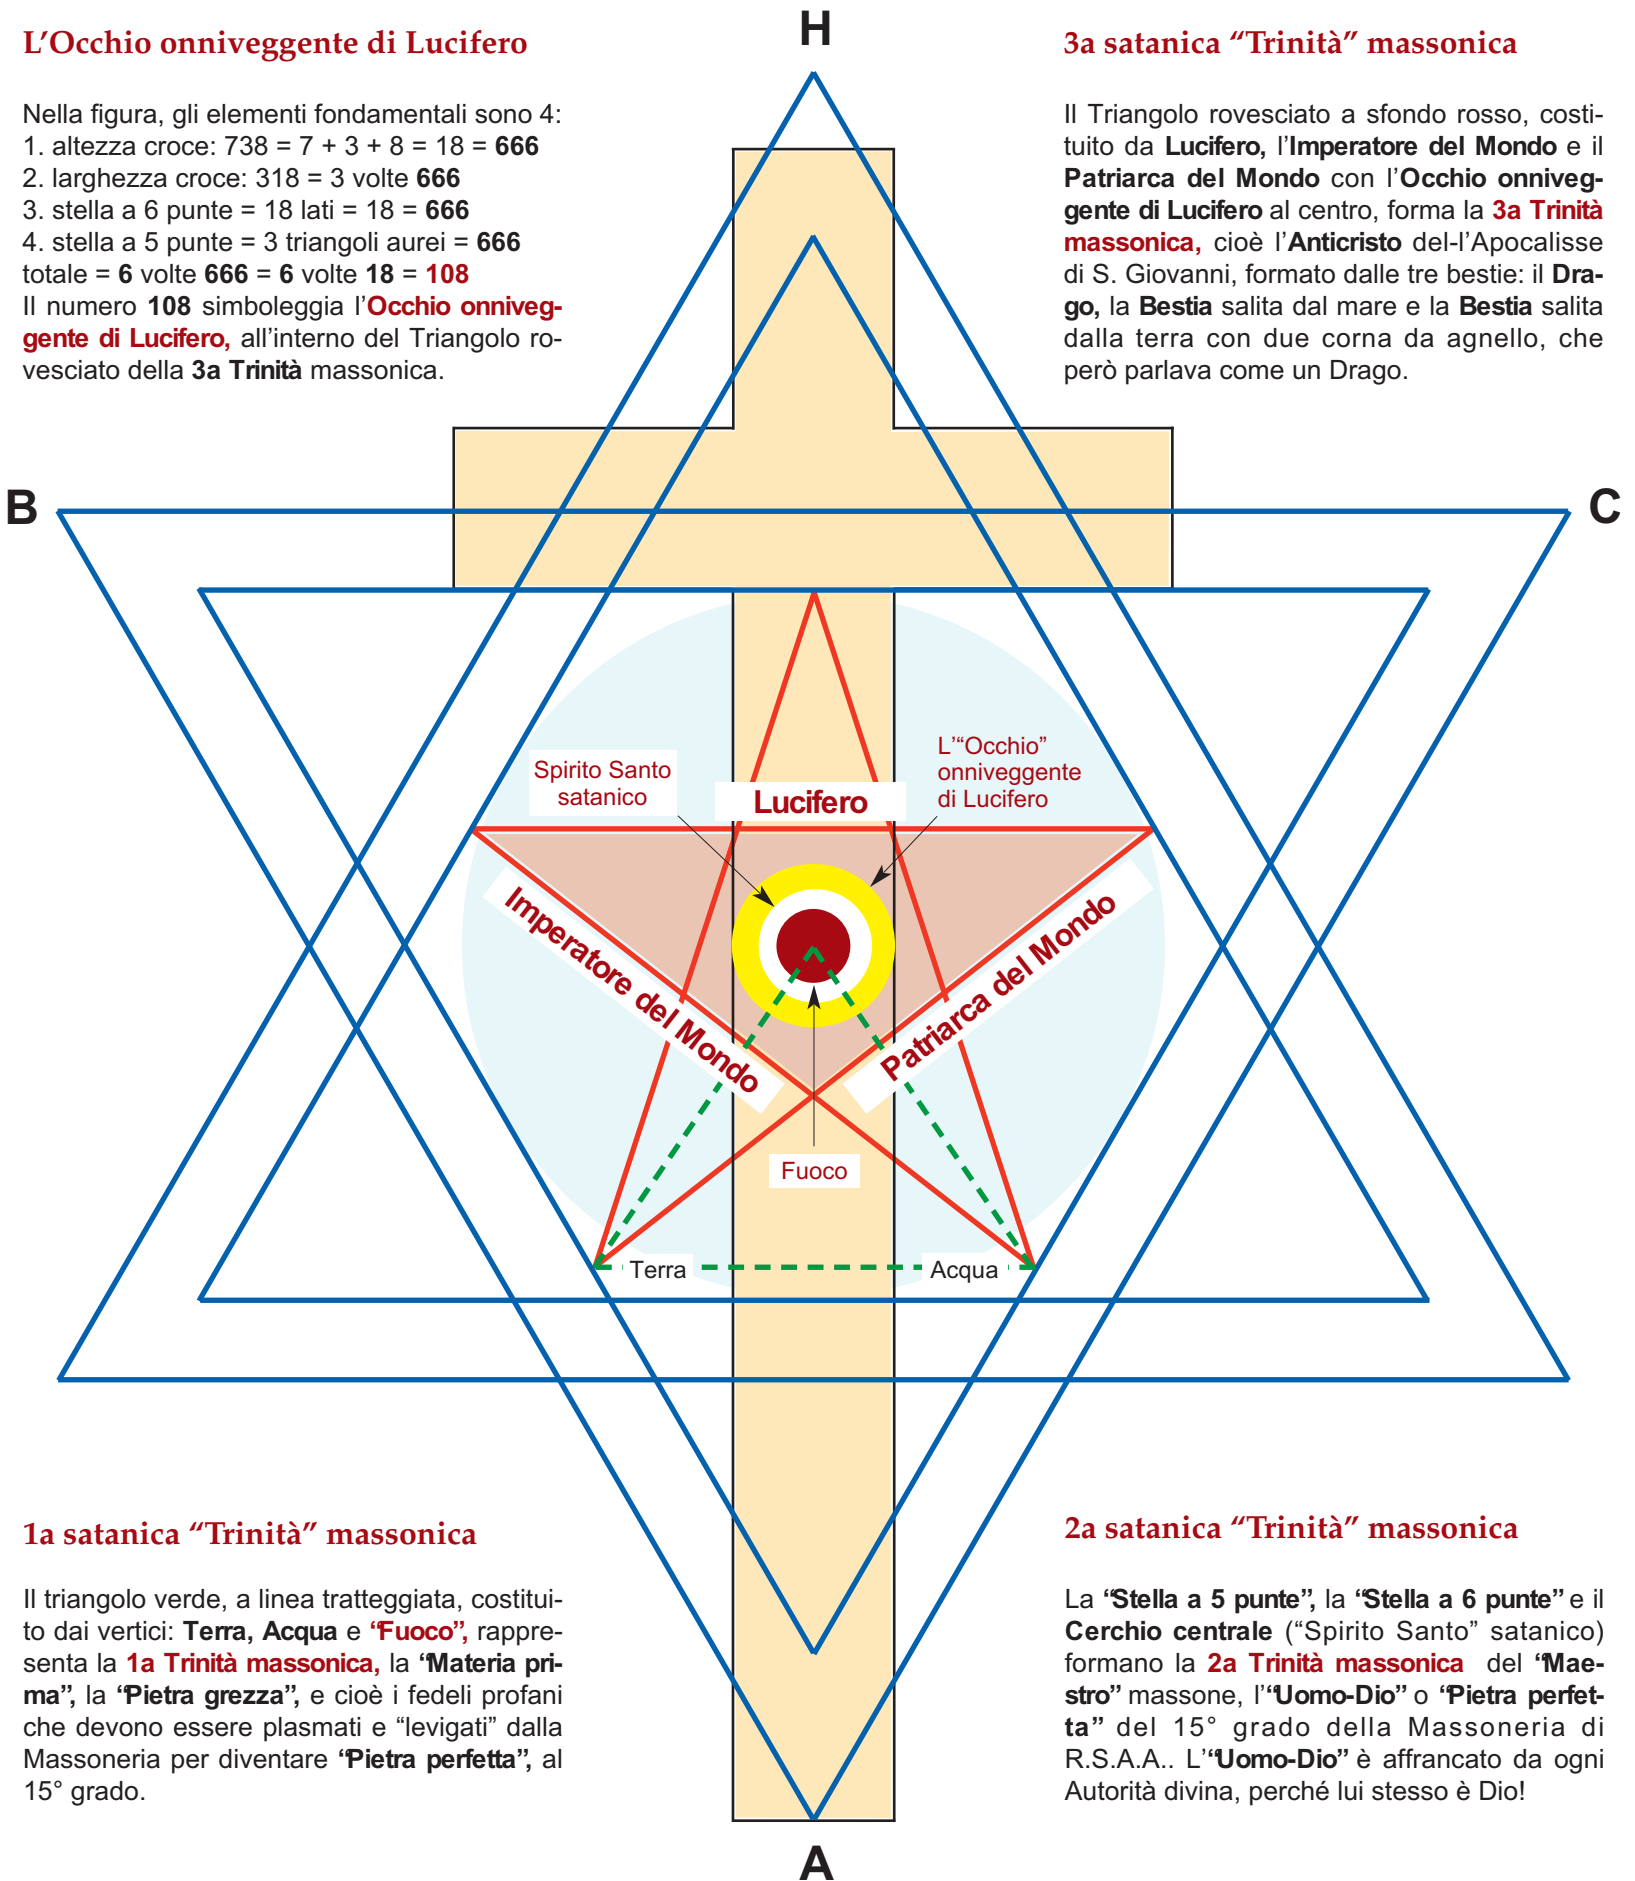 H
L’Occhio onniveggente di Lucifero
Nella figura, gli elementi fondamentali sono 4:
1. altezza croce: 738 = 7 + 3 + 8 = 18 = 666
2. larghezza croce: 318 = 3 volte 666
3. stella a 6 punte = 18 lati = 18 = 666
4. stella a 5 punte = 3 triangoli aurei = 666
totale = 6 volte 666 = 6 volte 18 = 108
Il numero 108 simboleggia l’Occhio onniveg-
gente di Lucifero, all’interno del Triangolo ro-
vesciato della 3a Trinità massonica.
3a satanica “Trinità” massonica
Il Triangolo rovesciato a sfondo rosso, costi-
tuito da Lucifero, l’Imperatore del Mondo e il
Patriarca del Mondo con l’Occhio onniveg-
gente di Lucifero al centro, forma la 3a Trinità
massonica, cioè l’Anticristo del-l’Apocalisse
di S. Giovanni, formato dalle tre bestie: il Dra-
go, la Bestia salita dal mare e la Bestia salita
dalla terra con due corna da agnello, che
però parlava come un Drago.
B
C
Spirito Santo
satanico
Lucifero
L’“Occhio”
onniveggente
di Lucifero
Imperatore del Mondo
Patriarca del Mondo
Fuoco
Terra
Acqua
1a satanica “Trinità” massonica
Il triangolo verde, a linea tratteggiata, costitui-
to dai vertici: Terra, Acqua e “Fuoco”, rappre-
senta la 1a Trinità massonica, la “Materia pri-
ma”, la “Pietra grezza”, e cioè i fedeli profani
che devono essere plasmati e “levigati” dalla
Massoneria per diventare “Pietra perfetta”, al
15° grado.
2a satanica “Trinità” massonica
La “Stella a 5 punte”, la “Stella a 6 punte” e il
Cerchio centrale (“Spirito Santo” satanico)
formano la 2a Trinità massonica del “Mae-
stro” massone, l’“Uomo-Dio” o “Pietra perfet-
ta” del 15° grado della Massoneria di
R.S.A.A.. L’“Uomo-Dio” è affrancato da ogni
Autorità divina, perché lui stesso è Dio!
A